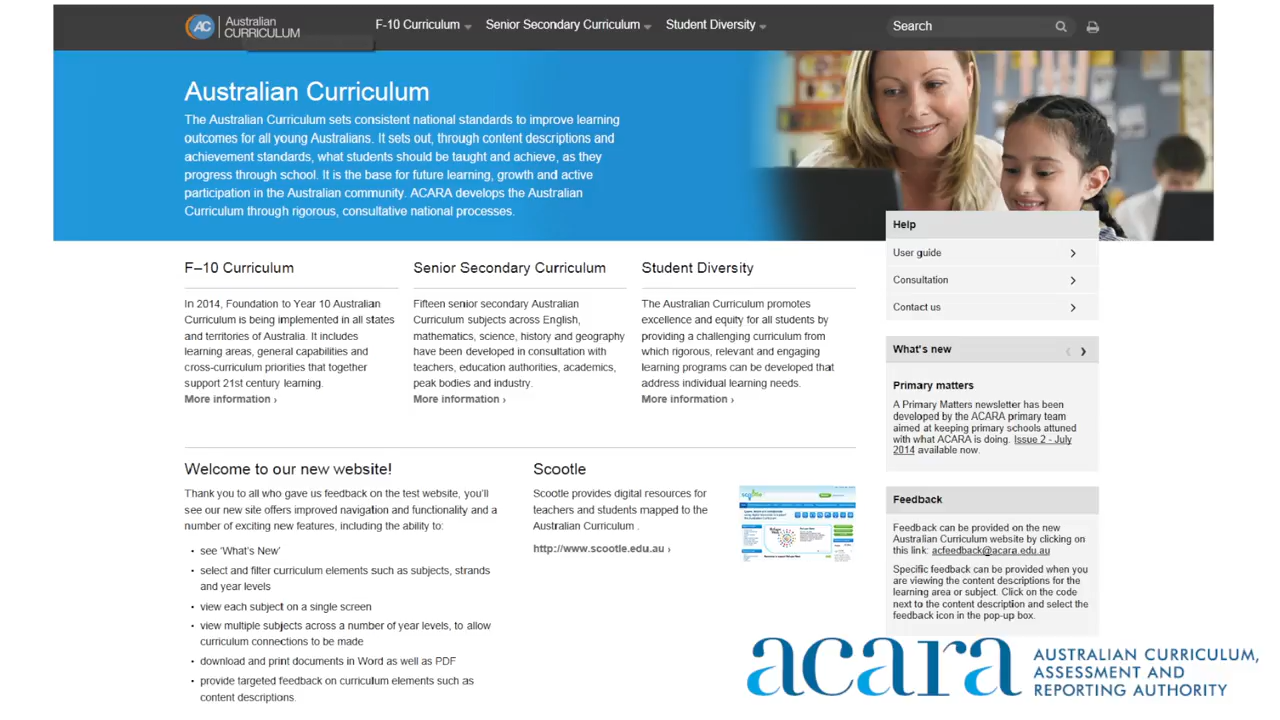 AC
Australian
CURRICULUM
F-10 Curriculum
Senior Secondary Curriculum
Student Diversity
Search
Australian Curriculum
The Australian Curriculum sets consistent national standards to improve learning
outcomes for all young Australians. It sets out, through content descriptions and
achievement standards, what students should be taught and achieve, as they
progress through school. It is the base for future learning, growth and active
participation in the Australian community. ACARA develops the Australian
Curriculum through rigorous, consultative national processes.
Help
User guide
Consultation
Contact us
F–10 Curriculum
In 2014, Foundation to Year 10 Australian
Curriculum is being implemented in all states
and territories of Australia. It includes
learning areas, general capabilities and
cross-curriculum priorities that together
support 21st century learning.
More information ›
Senior Secondary Curriculum
Fifteen senior secondary Australian
Curriculum subjects across English,
mathematics, science, history and geography
have been developed in consultation with
teachers, education authorities, academics,
peak bodies and industry.
More information ›
Student Diversity
The Australian Curriculum promotes
excellence and equity for all students by
providing a challenging curriculum from
which rigorous, relevant and engaging
learning programs can be developed that
address individual learning needs.
More information ›
What's new
Primary matters
A Primary Matters newsletter has been
developed by the ACARA primary team
aimed at keeping primary schools attuned
with what ACARA is doing. Issue 2 - July
2014 available now.
Welcome to our new website!
Thank you to all who gave us feedback on the test website, you'll
see our new site offers improved navigation and functionality and a
number of exciting new features, including the ability to:
• see 'What's New'
• select and filter curriculum elements such as subjects, strands
and year levels
• view each subject on a single screen
• view multiple subjects across a number of year levels, to allow
curriculum connections to be made
• download and print documents in Word as well as PDF
• provide targeted feedback on curriculum elements such as
content descriptions.
Scootle
Scootle provides digital resources for
teachers and students mapped to the
Australian Curriculum .
http://www.scootle.edu.au ›
scootle
Feedback
Feedback can be provided on the new
Australian Curriculum website by clicking on
this link: acfeedback@acara.edu.au
Specific feedback can be provided when you
are viewing the content descriptions for the
learning area or subject. Click on the code
next to the content description and select the
feedback icon in the pop-up box.
acara
AUSTRALIAN CURRICULUM,
ASSESSMENT AND
REPORTING AUTHORITY